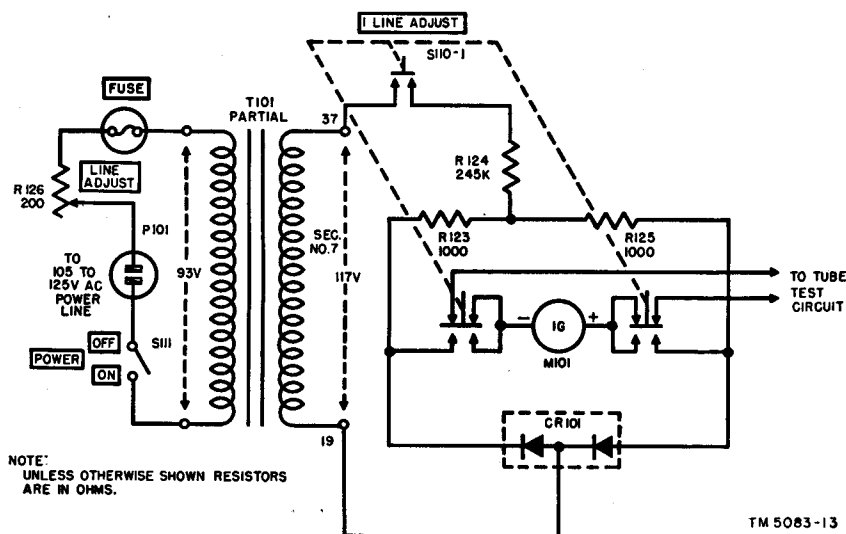 1 LINE ADJUST
S110-1
FUSE
T101
PARTIAL
37
R126
200
LINE
ADJUST
R124
245K
P101
SEC.
NO.7
R123
1000
R125
1000
TO
105 TO
125V AC
POWER
LINE
93V
117V
TO TUBE
TEST
CIRCUIT
- IG +
M101
POWER
OFF
S111
ON
19
CR101
NOTE:
UNLESS OTHERWISE SHOWN RESISTORS
ARE IN OHMS.
TM 5083-13